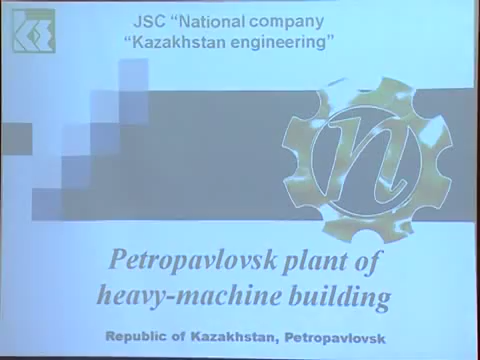 JSC “National company
“Kazakhstan engineering”
n
Petropavlovsk plant of
heavy-machine building
Republic of Kazakhstan, Petropavlovsk